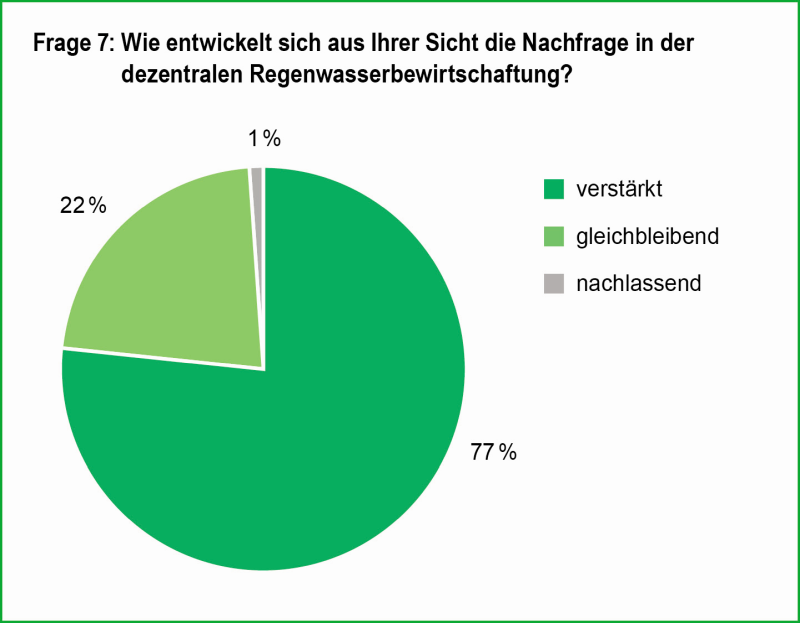 Frage 7: Wie entwickelt sich aus Ihrer Sicht die Nachfrage in der
dezentralen Regenwasserbewirtschaftung?
1 %
22 %
verstärkt
gleichbleibend
nachlassend
77 %